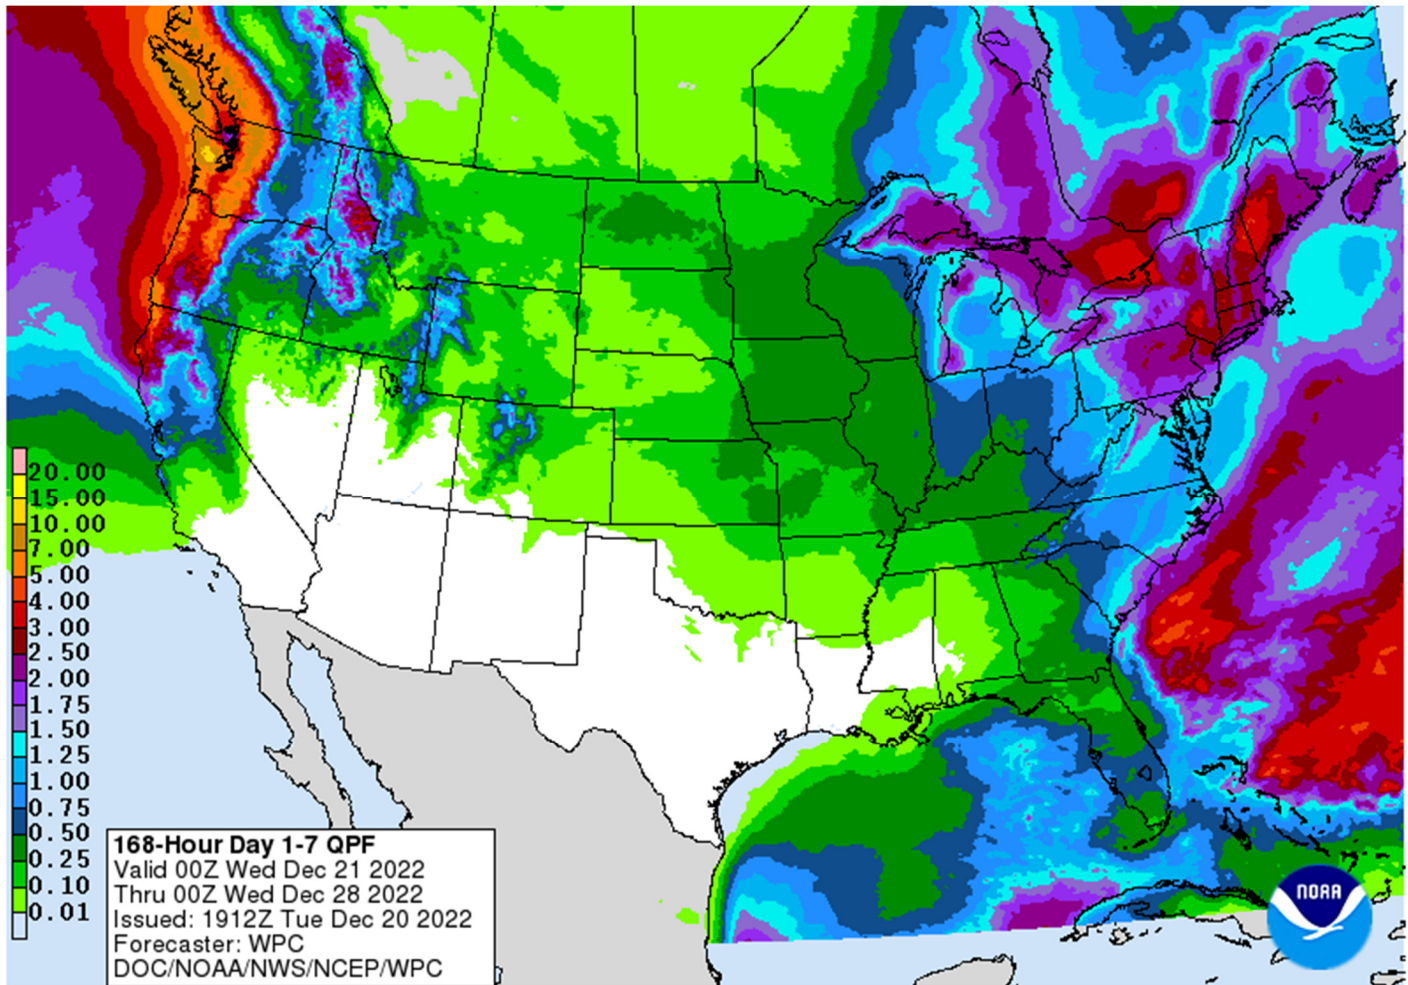 20.00
15.00
10.00
7.00
5.00
4.00
3.00
2.50
2.00
1.75
1.50
1.25
1.00
0.75
0.50
0.25
0.10
0.01
168-Hour Day 1-7 QPF
Valid 00Z Wed Dec 21 2022
Thru 00Z Wed Dec 28 2022
Issued: 1912Z Tue Dec 20 2022
Forecaster: WPC
DOC/NOAA/NWS/NCEP/WPC
NOAA